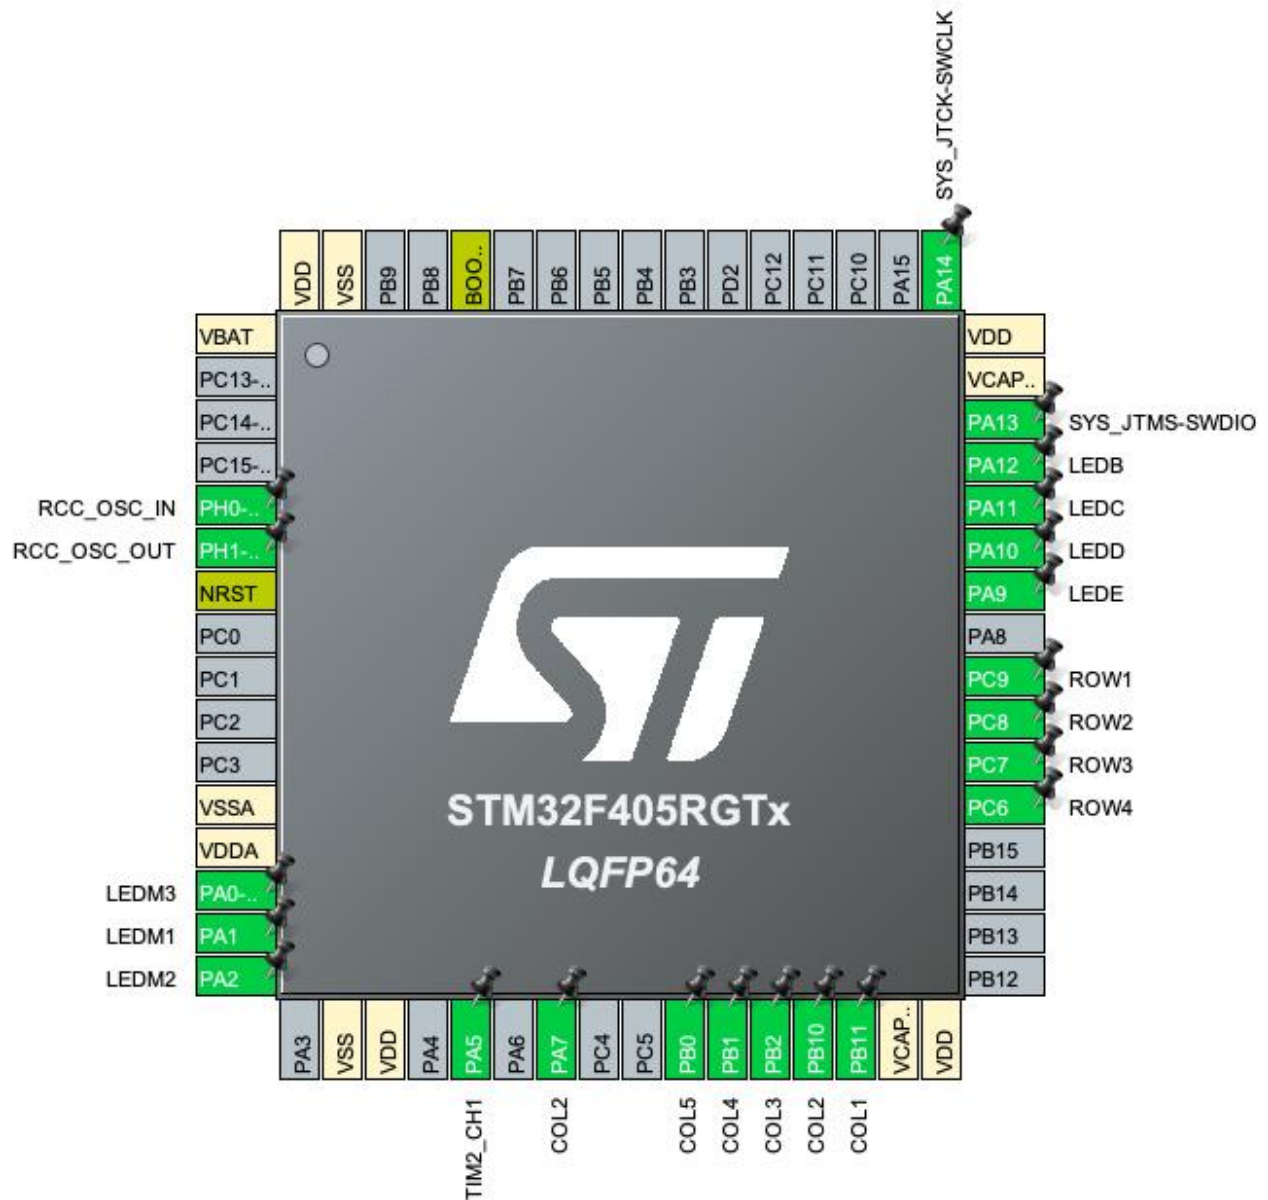 SYS_JTCK-SWCLK
VDD
VSS
PB9
PB8
BOO..
PB7
PB6
PB5
PB4
PB3
PD2
PC12
PC11
PC10
PA15
PA14
VBAT
PC13-..
PC14-..
PC15-..
RCC_OSC_IN PH0-..
RCC_OSC_OUT PH1-..
NRST
PC0
PC1
PC2
PC3
VSSA
VDDA
LEDM3 PA0-..
LEDM1 PA1
LEDM2 PA2
STM32F405RGTx
LQFP64
VDD
VCAP..
PA13 SYS_JTMS-SWDIO
PA12 LEDB
PA11 LEDC
PA10 LEDD
PA9 LEDE
PA8
PC9 ROW1
PC8 ROW2
PC7 ROW3
PC6 ROW4
PB15
PB14
PB13
PB12
PA3
VSS
VDD
PA4
PA5
PA6
PA7
PC4
PC5
PB0
PB1
PB2
PB10
PB11
VCAP..
VDD
TIM2_CH1
COL2
COL5
COL4
COL3
COL2
COL1